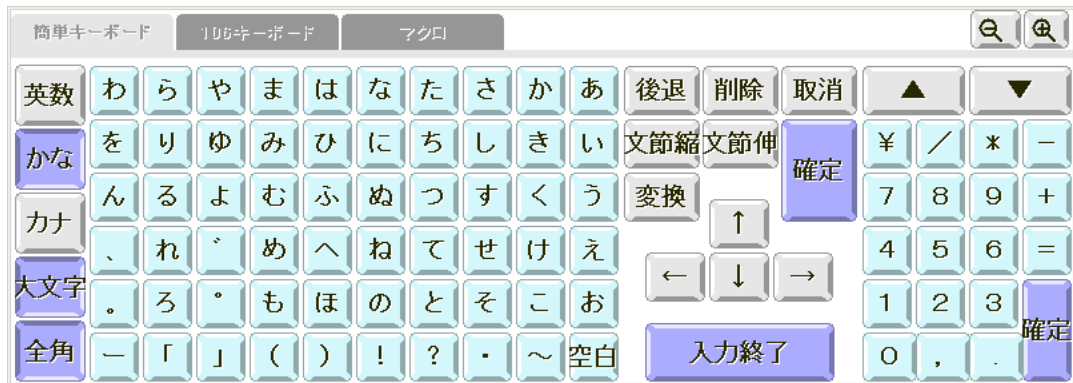 簡単キーボード 106キーボード マクロ
英数 わ ら や ま は な た さ か あ 後退 削除 取消 ▲ ▼
かな を り ゆ み ひ に ち し き い 文節縮 文節伸 確定 ¥ / * −
カナ ん る よ む ふ ぬ つ す く う 変換 ↑ 7 8 9 +
大文字 、 れ ゛ め へ ね て せ け え ← ↓ → 4 5 6 =
。 ろ ゜ も ほ の と そ こ お 1 2 3 確定
全角 ー 「 」 ( ) ! ? ・ ~ 空白 入力終了 0 , .